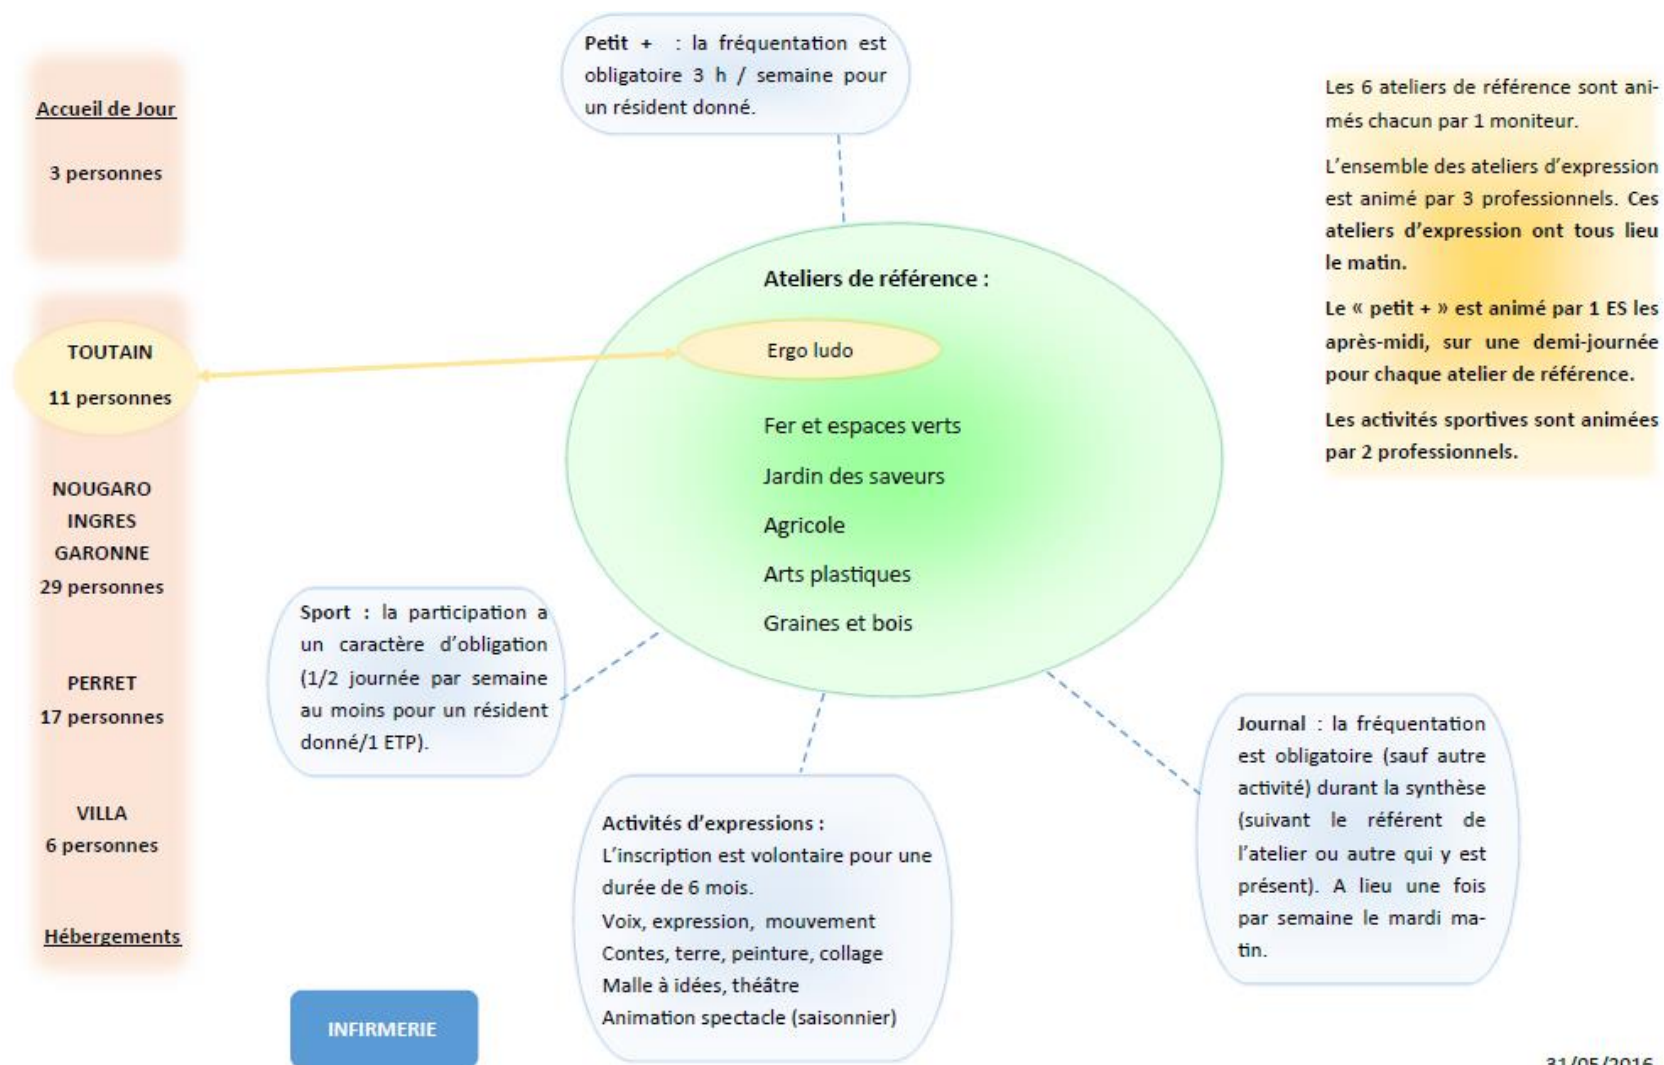 Petit + : la fréquentation est
obligatoire 3 h / semaine pour
un résident donné.
Accueil de Jour
3 personnes
TOUTAIN
11 personnes
NOUGARO
INGRES
GARONNE
29 personnes
PERRET
17 personnes
VILLA
6 personnes
Hébergements
Ateliers de référence :
Ergo ludo
Fer et espaces verts
Jardin des saveurs
Agricole
Arts plastiques
Graines et bois
Les 6 ateliers de référence sont ani-
més chacun par 1 moniteur.
L'ensemble des ateliers d'expression
est animé par 3 professionnels. Ces
ateliers d'expression ont tous lieu
le matin.
Le « petit + » est animé par 1 ES les
après-midi, sur une demi-journée
pour chaque atelier de référence.
Les activités sportives sont animées
par 2 professionnels.
Sport : la participation a
un caractère d'obligation
(1/2 journée par semaine
au moins pour un résident
donné/1 ETP).
Activités d'expressions :
L'inscription est volontaire pour une
durée de 6 mois.
Voix, expression, mouvement
Contes, terre, peinture, collage
Malle à idées, théâtre
Animation spectacle (saisonnier)
Journal : la fréquentation
est obligatoire (sauf autre
activité) durant la synthèse
(suivant le référent de
l'atelier ou autre qui y est
présent). A lieu une fois
par semaine le mardi ma-
tin.
INFIRMERIE
31/05/2016